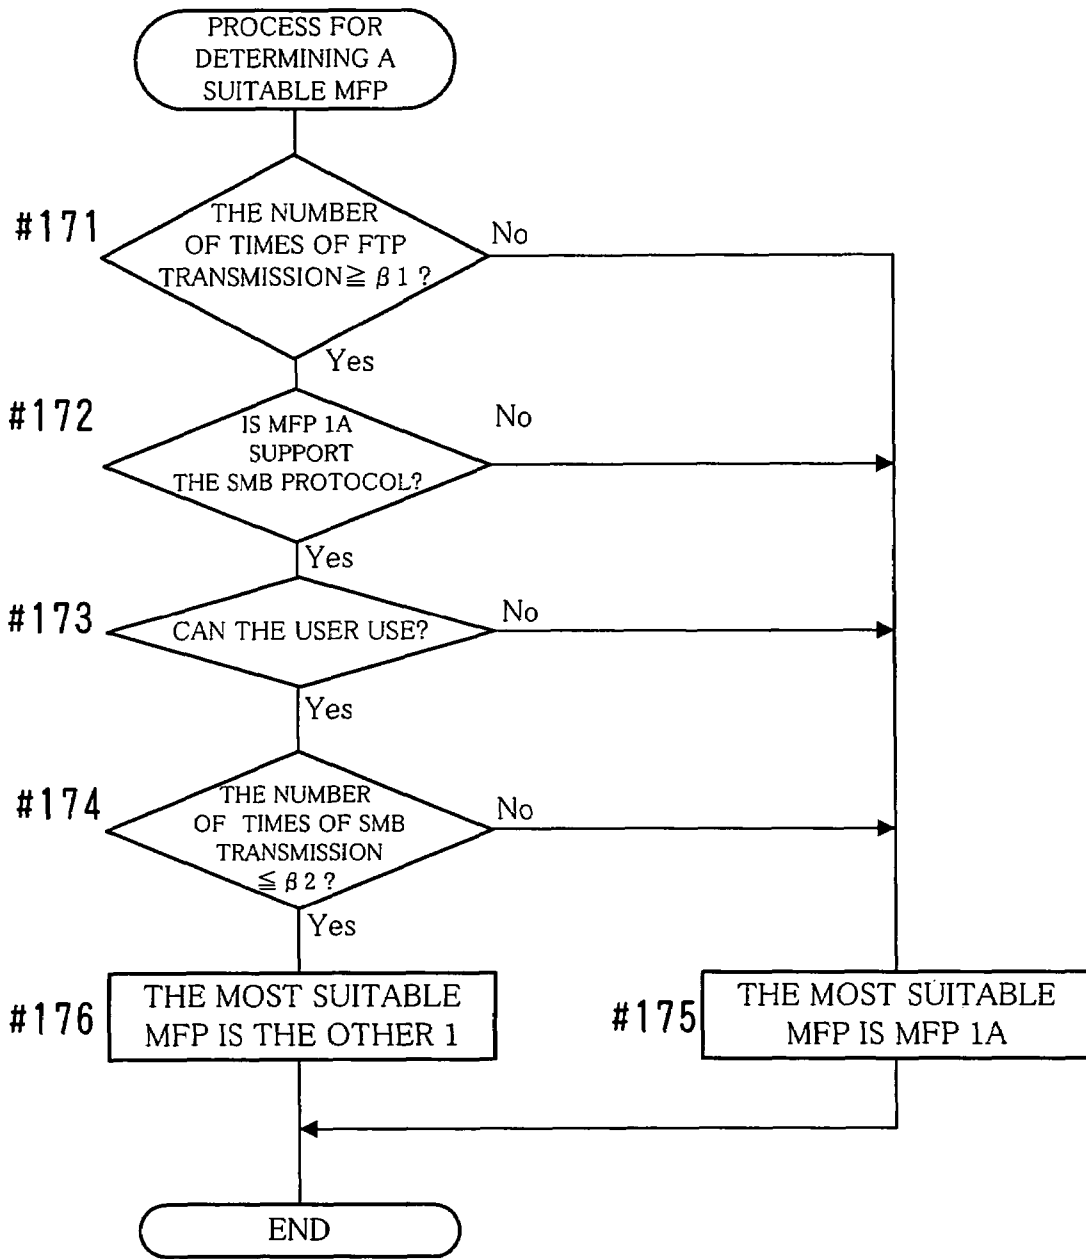 PROCESS FOR
DETERMINING A
SUITABLE MFP
#171
THE NUMBER
OF TIMES OF FTP
TRANSMISSION≧ β1 ?
No
Yes
#172
IS MFP 1A
SUPPORT
THE SMB PROTOCOL?
No
Yes
#173
CAN THE USER USE?
No
Yes
#174
THE NUMBER
OF TIMES OF SMB
TRANSMISSION
≦ β2 ?
No
Yes
#176
THE MOST SUITABLE
MFP IS THE OTHER 1
#175
THE MOST SUITABLE
MFP IS MFP 1A
END